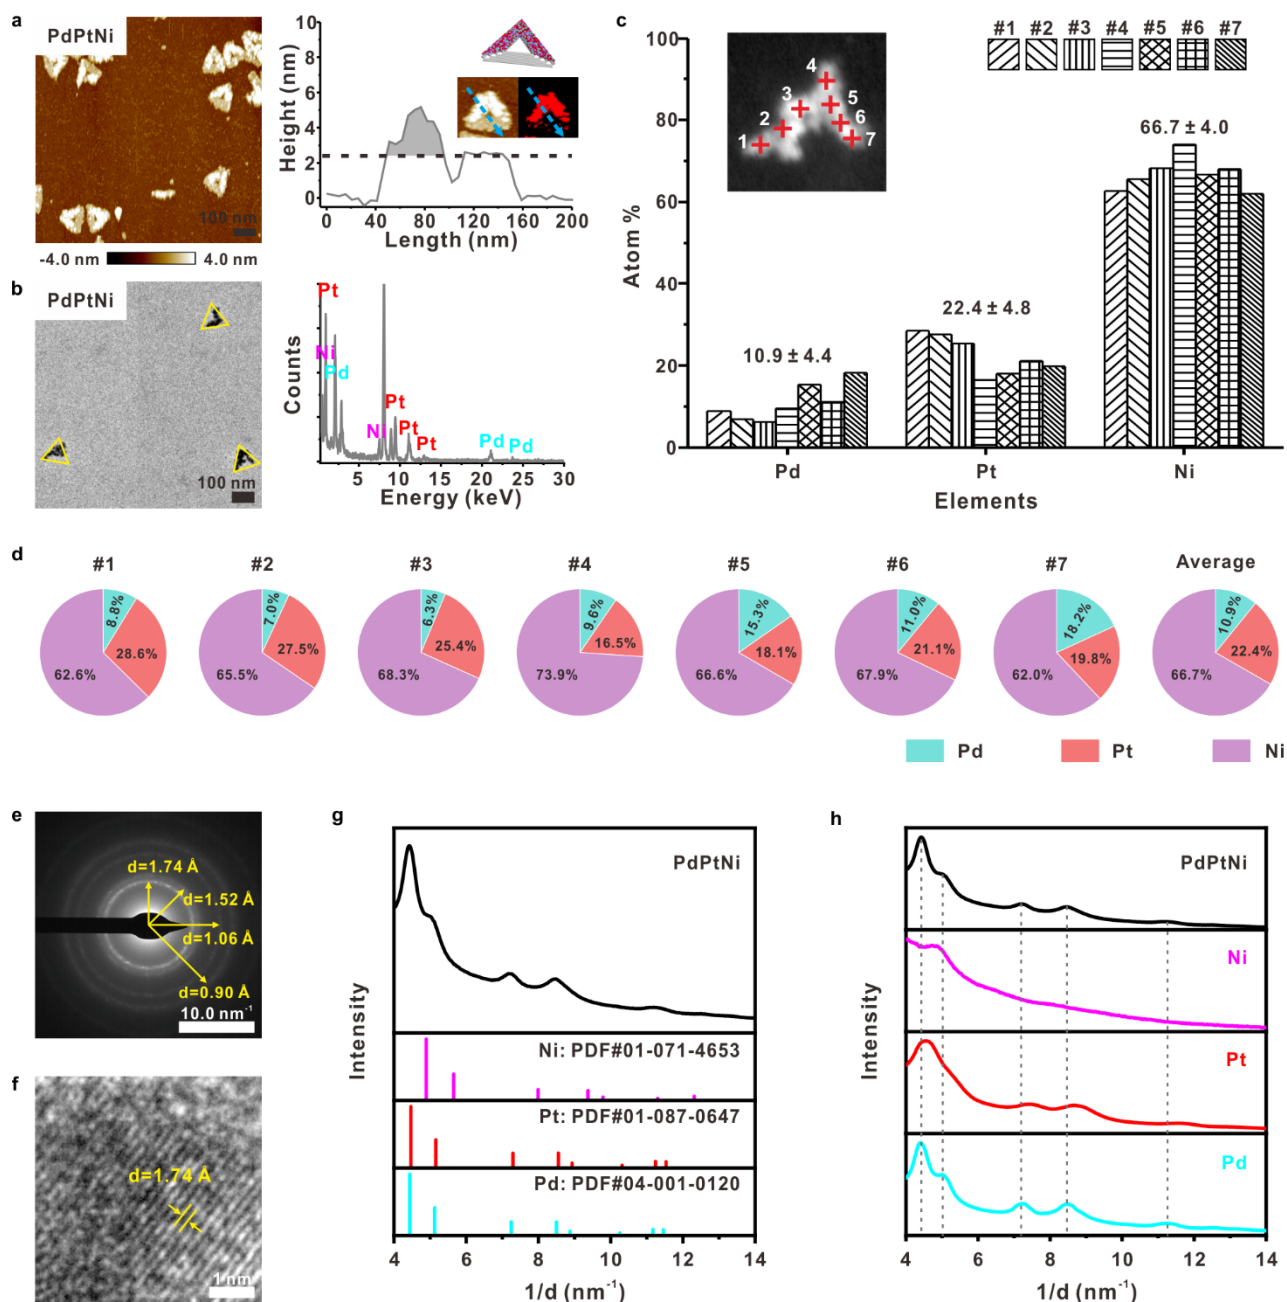 a
PdPtNi
100 nm
-4.0 nm
4.0 nm
Height (nm)
10
8
6
4
2
0
0
40
80
120
160
200
Length (nm)
b
PdPtNi
100 nm
Counts
Pt
Ni
Pd
Ni
Pt
Pt
Pt
Pd
Pd
5
10
15
20
25
30
Energy (keV)
c
Atom %
100
80
60
40
20
0
1
2
3
4
5
6
7
#1
#2
#3
#4
#5
#6
#7
10.9 ± 4.4
22.4 ± 4.8
66.7 ± 4.0
Pd
Pt
Ni
Elements
d
#1
#2
#3
#4
#5
#6
#7
Average
8.8%
28.6%
62.6%
7.0%
27.5%
65.5%
6.3%
25.4%
68.3%
9.6%
16.5%
73.9%
15.3%
18.1%
66.6%
11.0%
21.1%
67.9%
18.2%
19.8%
62.0%
10.9%
22.4%
66.7%
Pd
Pt
Ni
e
d=1.74 Å
d=1.52 Å
d=1.06 Å
d=0.90 Å
10.0 nm⁻¹
f
d=1.74 Å
1 nm
g
Intensity
PdPtNi
Ni: PDF#01-071-4653
Pt: PDF#01-087-0647
Pd: PDF#04-001-0120
4
6
8
10
12
14
1/d (nm⁻¹)
h
Intensity
PdPtNi
Ni
Pt
Pd
4
6
8
10
12
14
1/d (nm⁻¹)